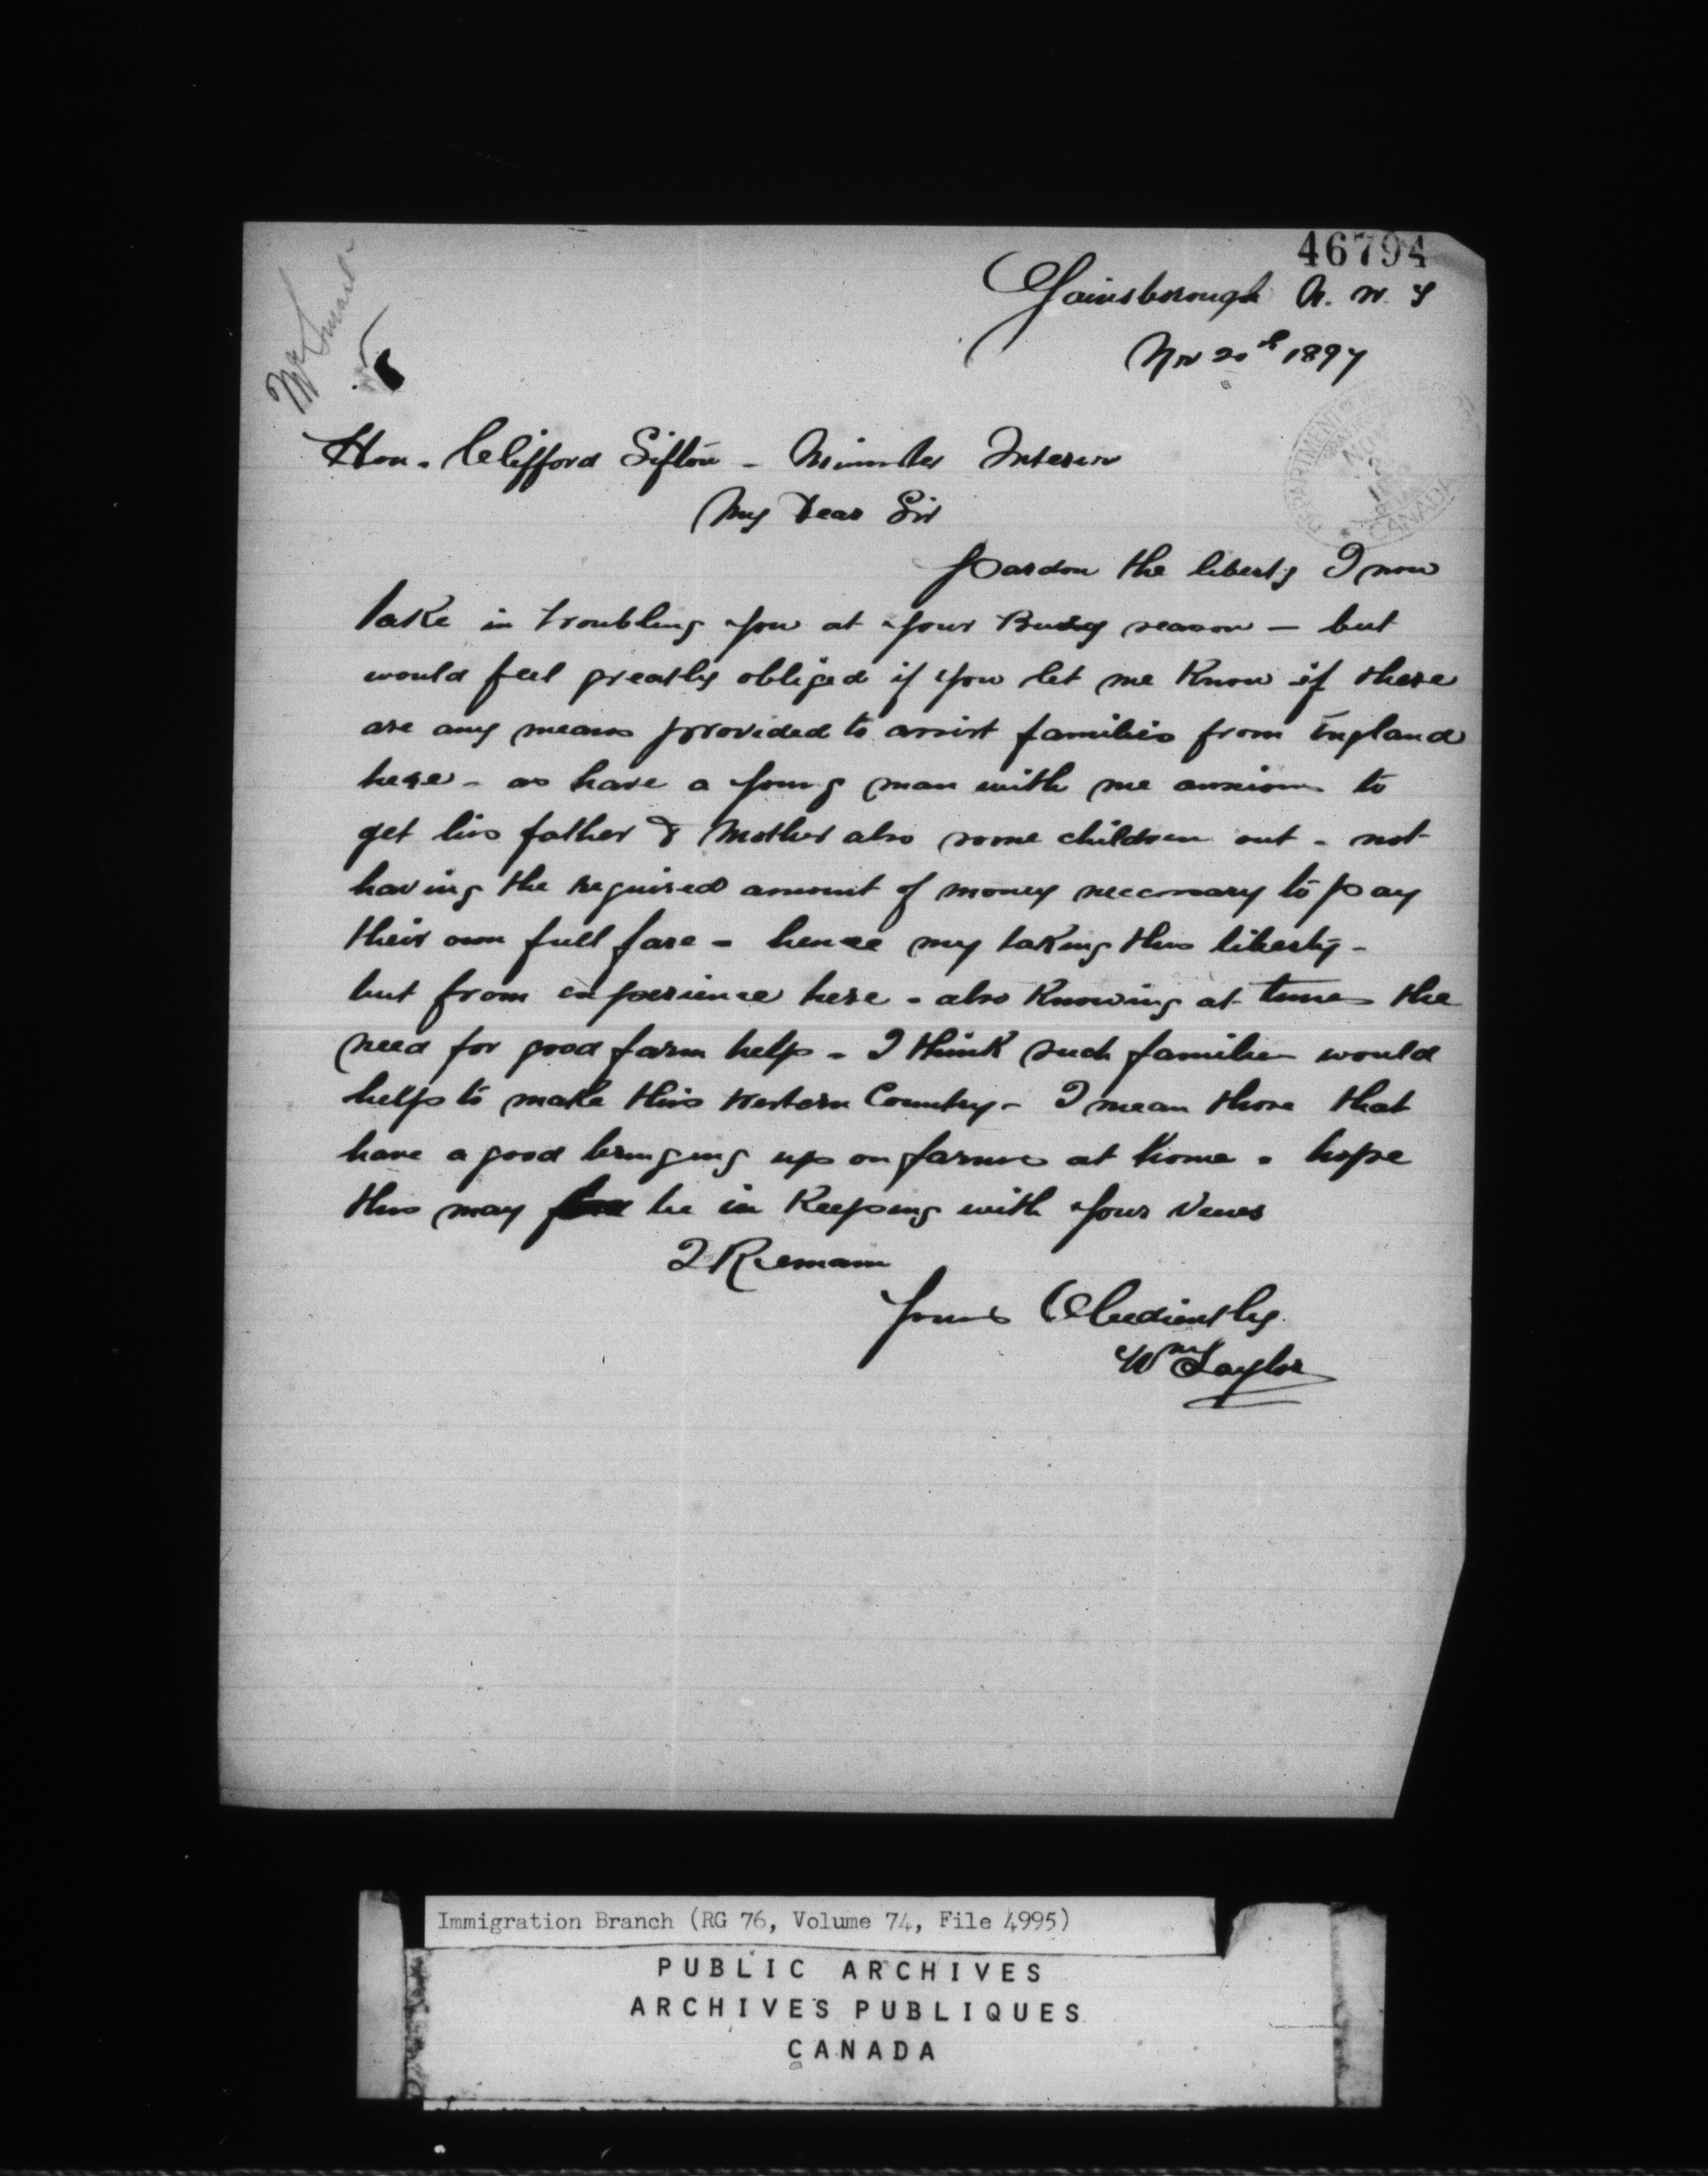 46794
Gainsborough N. W. T
Nov 20th 1897
Mr Smart
Hon. Clifford Sifton - Minister Interior
My Dear Sir
Pardon the liberty I now
take in troubling you at your Busy season - but
would feel greatly obliged if you let me know if there
are any means provided to assist families from England
here - as have a young man with me anxious to
get his father & Mother also some children out - not
having the required amount of money necessary to pay
their own full fare - hence my taking this liberty -
but from experience here - also knowing at times the
need for good farm help - I think such families would
help to make this Western Country - I mean those that
have a good bringing up on farms at home - hope
this may be in keeping with your views
I Remain
Yours Obediently
Wm Taylor
DEPARTMENT
NOV
CANADA
Immigration Branch (RG 76, Volume 74, File 4995)
PUBLIC ARCHIVES
ARCHIVES PUBLIQUES
CANADA